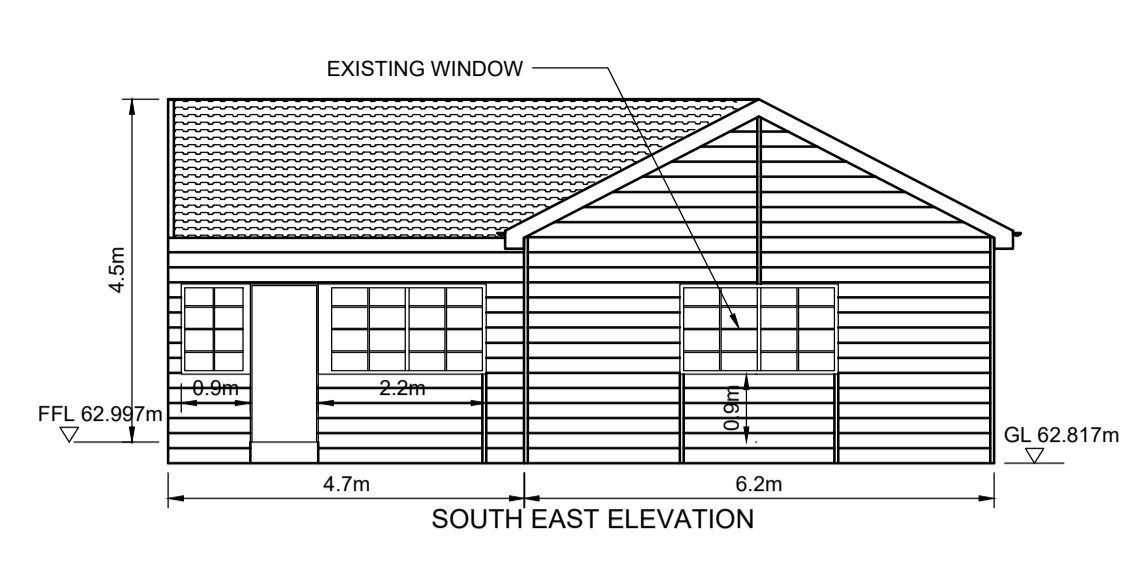 EXISTING WINDOW
4.5m
0.9m
2.2m
0.9m
FFL 62.997m
GL 62.817m
4.7m
6.2m
SOUTH EAST ELEVATION